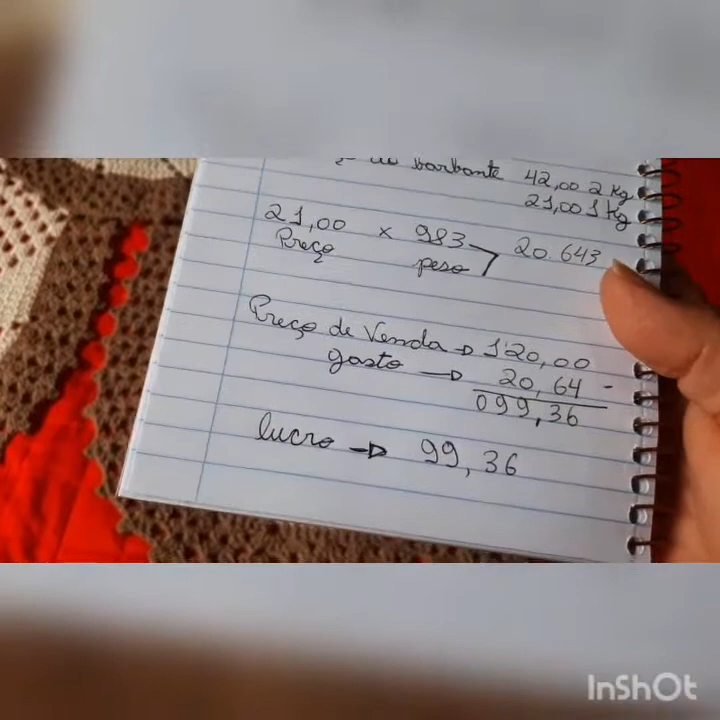 de barbante 42,00 2 Kg
21,00 1 Kg
21,00 x 983 20.643
Preço peso
Preço de Venda → 120,00
gasto → 20,64 -
099,36
lucro → 99,36
InShOt